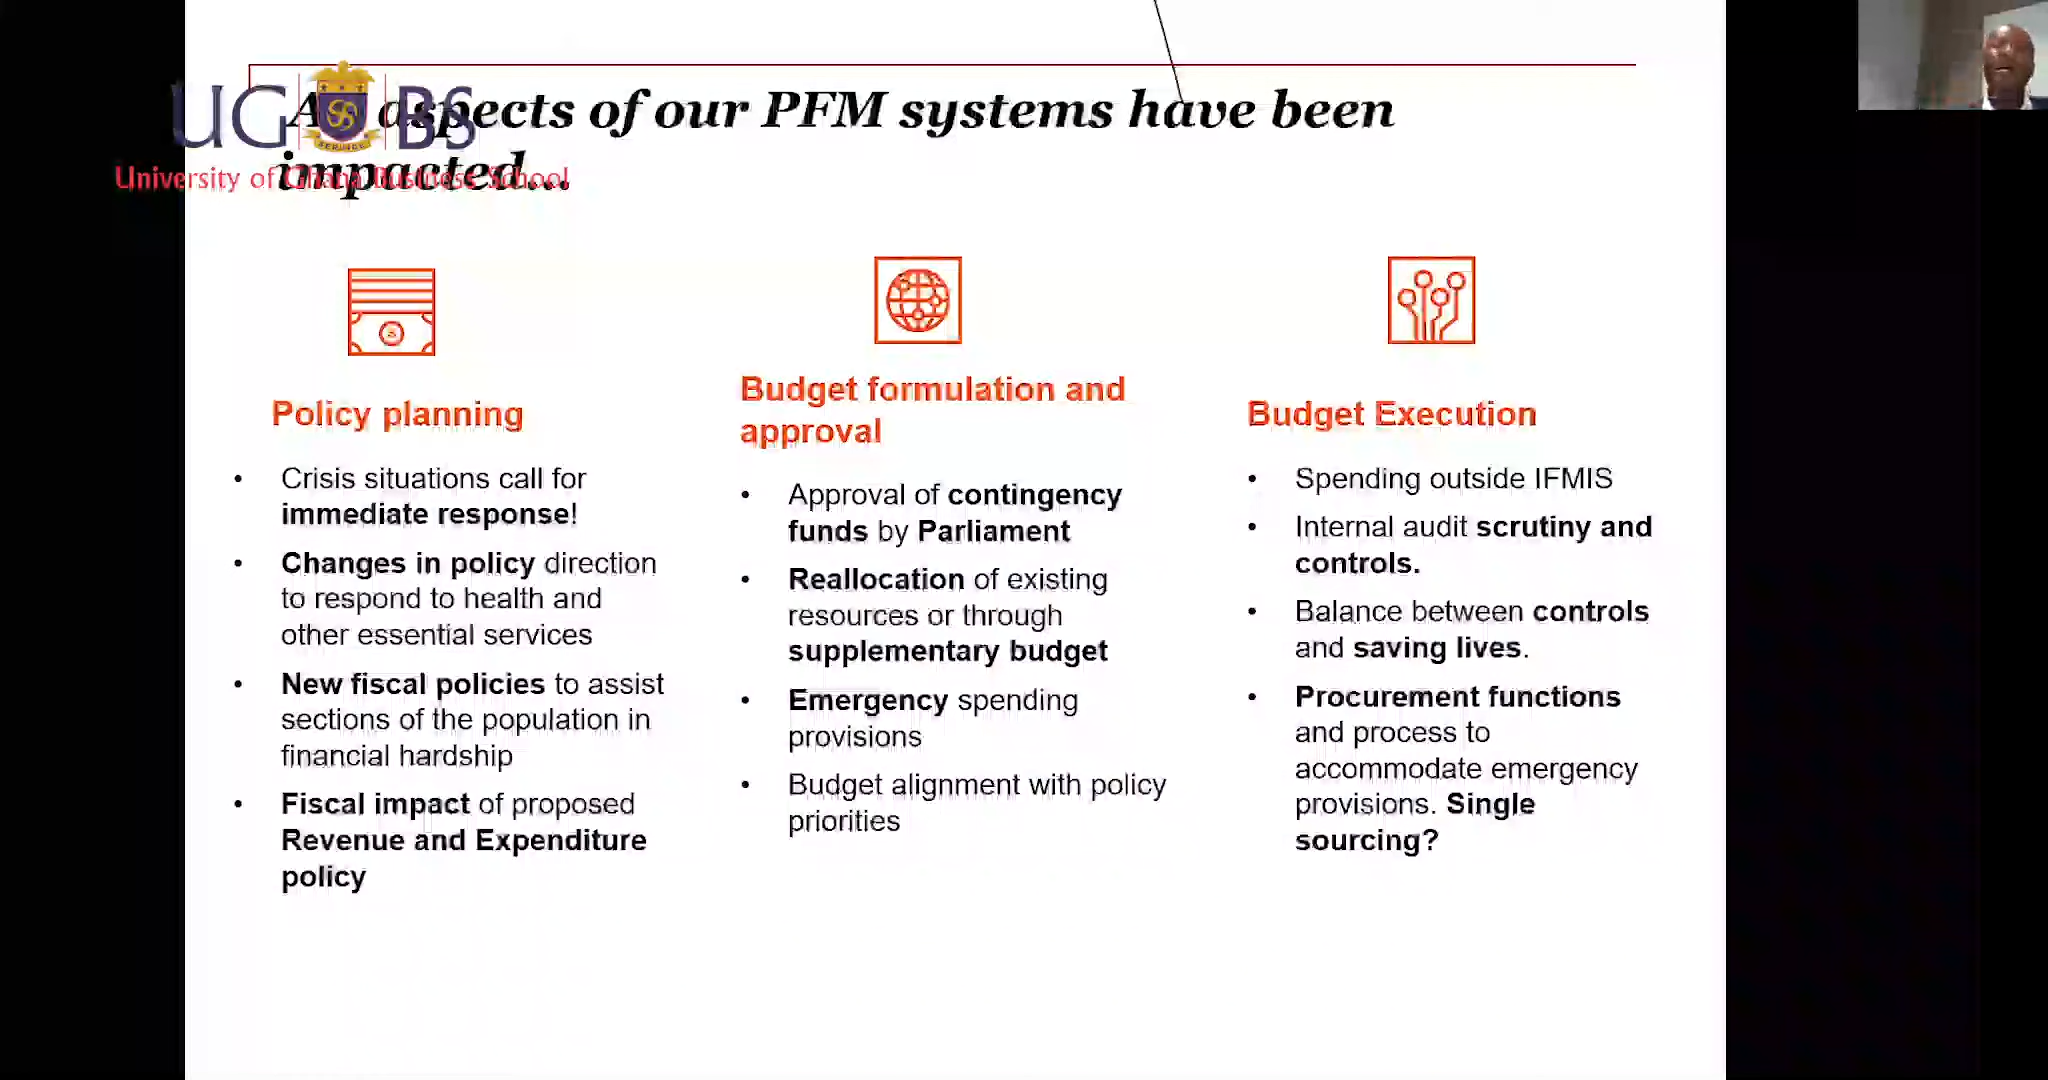 UGBS
University of Ghana Business School
aspects of our PFM systems have been
impacted...
Policy planning
• Crisis situations call for
immediate response!
• Changes in policy direction
to respond to health and
other essential services
• New fiscal policies to assist
sections of the population in
financial hardship
• Fiscal impact of proposed
Revenue and Expenditure
policy
Budget formulation and
approval
• Approval of contingency
funds by Parliament
• Reallocation of existing
resources or through
supplementary budget
• Emergency spending
provisions
• Budget alignment with policy
priorities
Budget Execution
• Spending outside IFMIS
• Internal audit scrutiny and
controls.
• Balance between controls
and saving lives.
• Procurement functions
and process to
accommodate emergency
provisions. Single
sourcing?